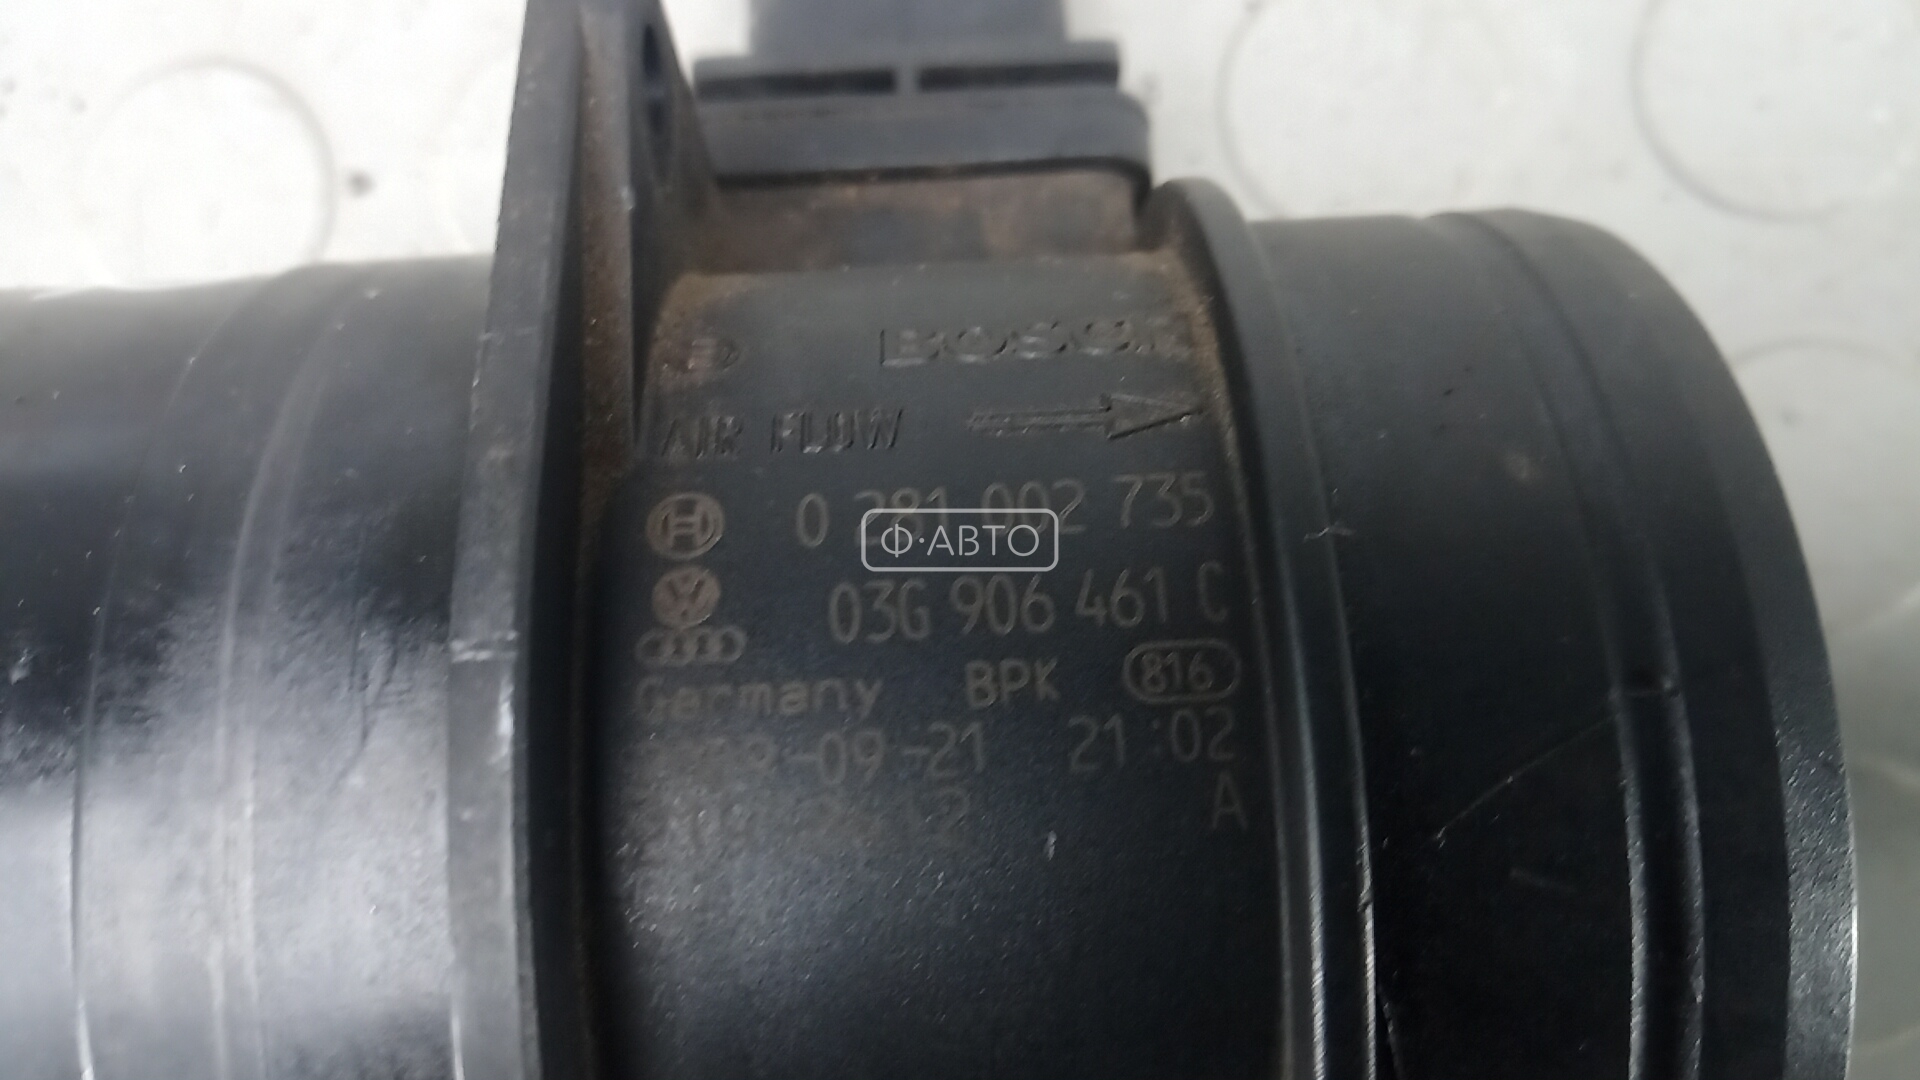 BOSCH
AIR FLOW
0 281 002 735
Ф·АВТО
03G 906 461 C
Germany BPK 816
-09-21 21:02
A